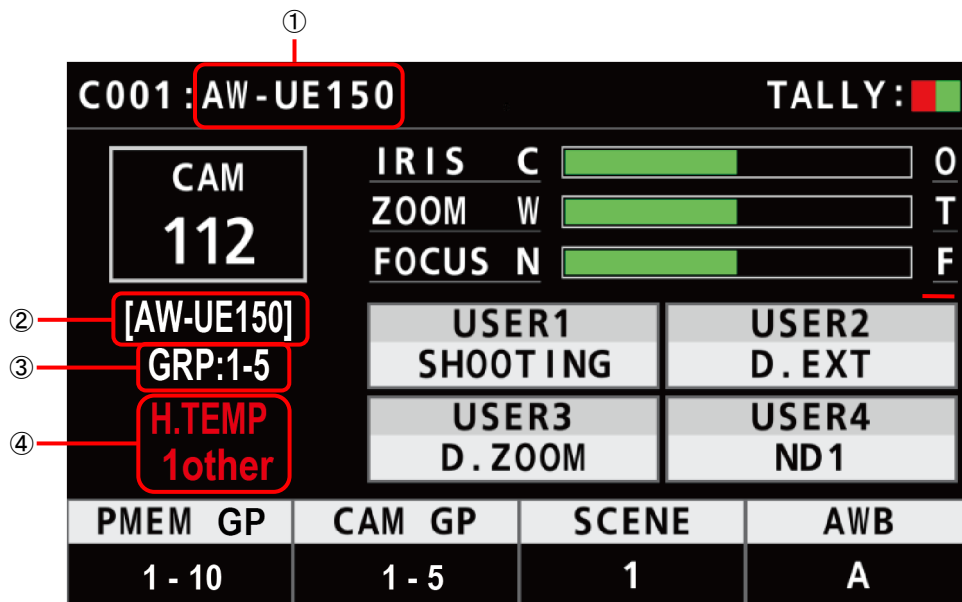 ①
C001:AW-UE150 TALLY:
CAM
112
IRIS C O
ZOOM W T
FOCUS N F
② [AW-UE150]
③ GRP:1-5
④ H.TEMP
1other
USER1 USER2
SHOOTING D.EXT
USER3 USER4
D.ZOOM ND1
PMEM GP CAM GP SCENE AWB
1 - 10 1 - 5 1 A